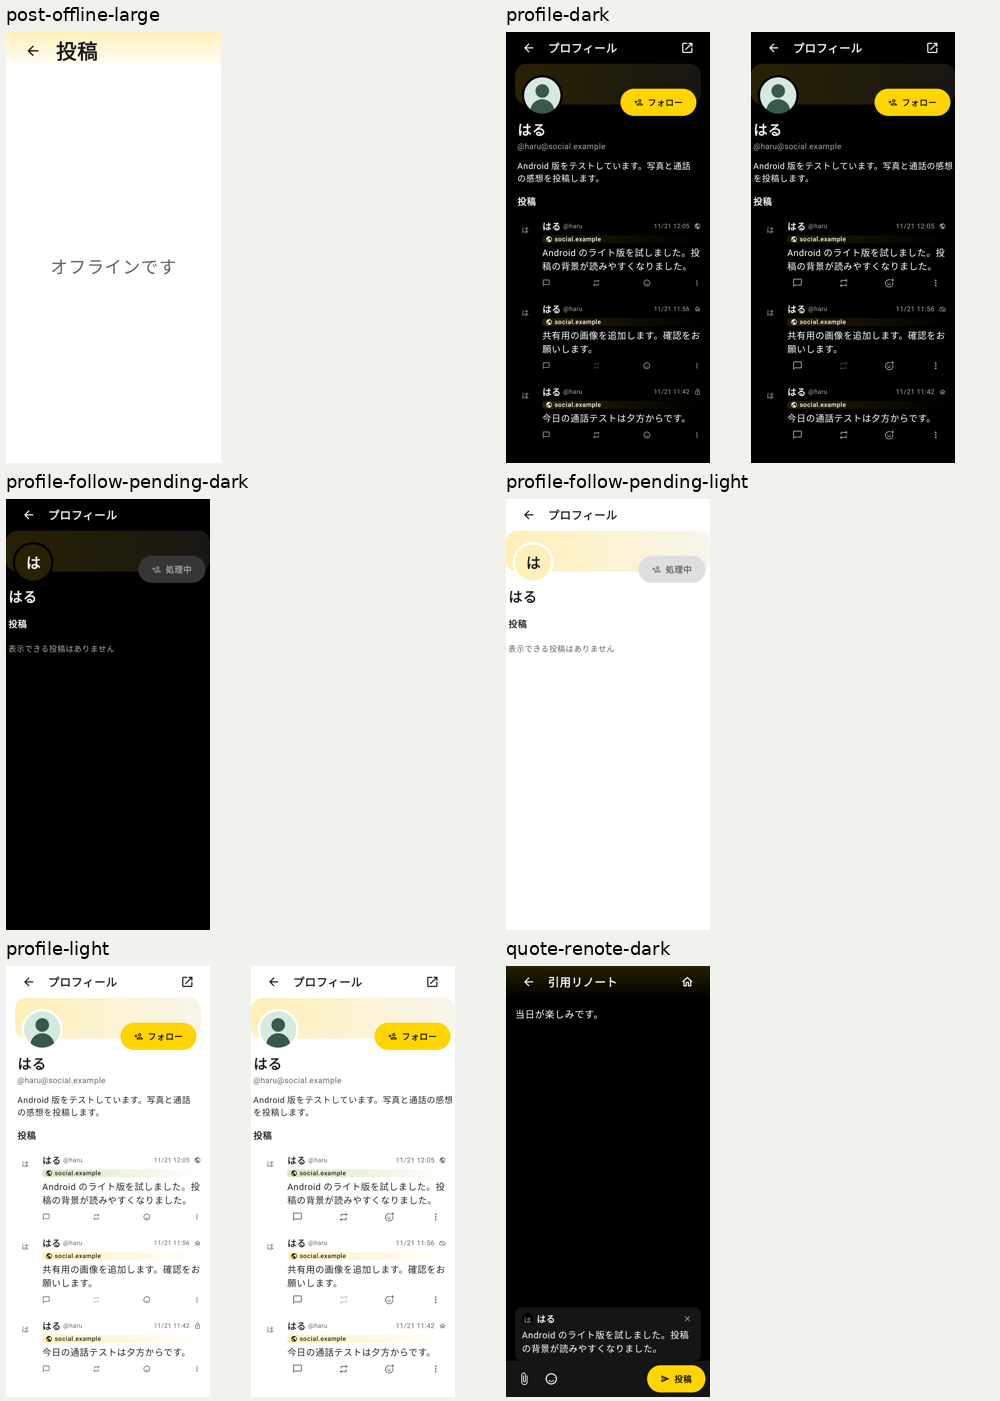 post-offline-large
投稿
オフラインです
profile-dark
プロフィール
フォロー
はる
@haru@social.example
Android 版をテストしています。写真と通話
の感想を投稿します。
投稿
は はる @haru 11/21 12:05
social.example
Android のライト版を試しました。投
稿の背景が読みやすくなりました。
は はる @haru 11/21 11:56
social.example
共有用の画像を追加します。確認をお
願いします。
は はる @haru 11/21 11:42
social.example
今日の通話テストは夕方からです。
プロフィール
フォロー
はる
@haru@social.example
Android 版をテストしています。写真と通話の感想
を投稿します。
投稿
は はる @haru 11/21 12:05
social.example
Android のライト版を試しました。投
稿の背景が読みやすくなりました。
は はる @haru 11/21 11:56
social.example
共有用の画像を追加します。確認をお
願いします。
は はる @haru 11/21 11:42
social.example
今日の通話テストは夕方からです。
profile-follow-pending-dark
プロフィール
は
処理中
はる
投稿
表示できる投稿はありません
profile-follow-pending-light
プロフィール
は
処理中
はる
投稿
表示できる投稿はありません
profile-light
プロフィール
フォロー
はる
@haru@social.example
Android 版をテストしています。写真と通話
の感想を投稿します。
投稿
は はる @haru 11/21 12:05
social.example
Android のライト版を試しました。投
稿の背景が読みやすくなりました。
は はる @haru 11/21 11:56
social.example
共有用の画像を追加します。確認をお
願いします。
は はる @haru 11/21 11:42
social.example
今日の通話テストは夕方からです。
プロフィール
フォロー
はる
@haru@social.example
Android 版をテストしています。写真と通話の感想
を投稿します。
投稿
は はる @haru 11/21 12:05
social.example
Android のライト版を試しました。投
稿の背景が読みやすくなりました。
は はる @haru 11/21 11:56
social.example
共有用の画像を追加します。確認をお
願いします。
は はる @haru 11/21 11:42
social.example
今日の通話テストは夕方からです。
quote-renote-dark
引用リノート
当日が楽しみです。
は はる
Android のライト版を試しました。投稿
の背景が読みやすくなりました。
投稿